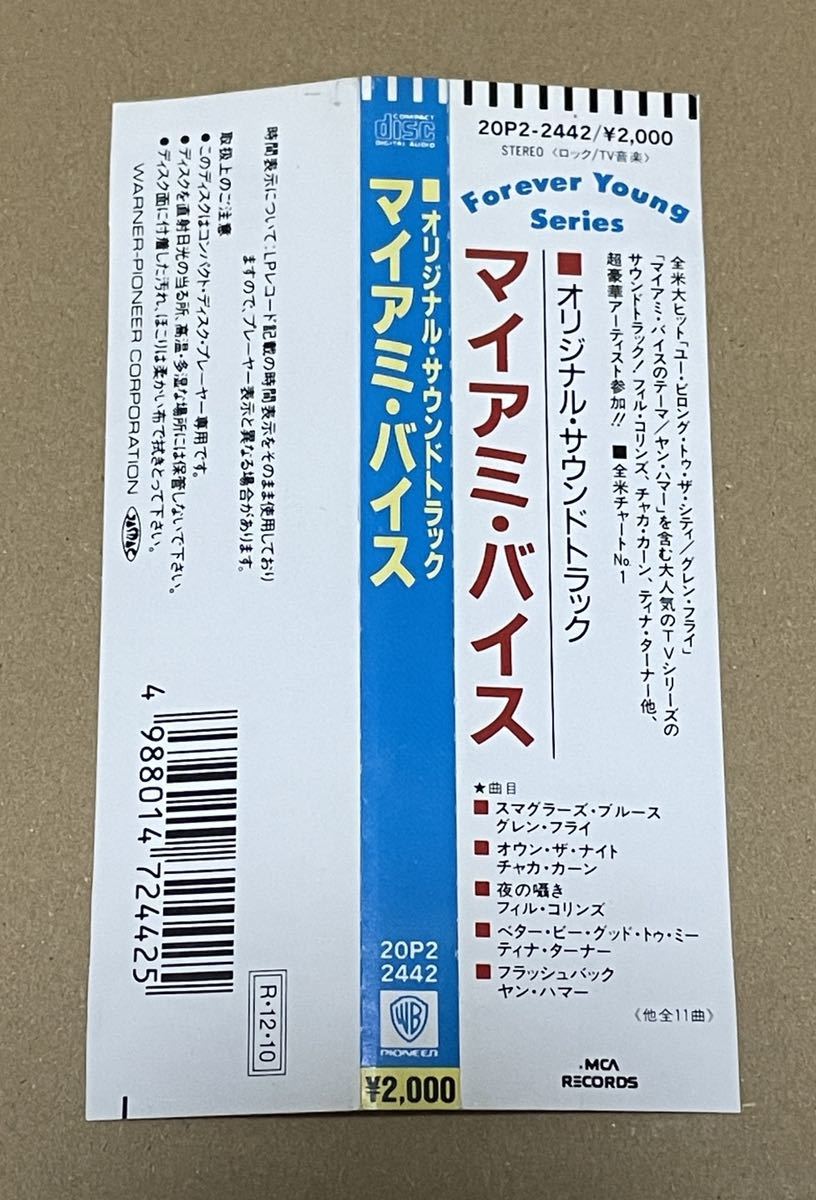 20P2-2442/¥2,000
STEREO〈ロック/TV音楽〉
Forever Young
Series
全米大ヒット「ユー・ビロング・トゥ・ザ・シティ/グレン・フライ」
「マイアミ・バイスのテーマ/ヤン・ハマー」を含む大人気のTVシリーズの
サウンドトラック！フィル・コリンズ、チャカ・カーン、ティナ・ターナー他、
超豪華アーティスト参加!! ■全米チャートNo.1
■オリジナル・サウンドトラック
マイアミ・バイス
★曲目
■スマグラーズ・ブルース
グレン・フライ
■オウン・ザ・ナイト
チャカ・カーン
■夜の囁き
フィル・コリンズ
■ベター・ビー・グッド・トゥ・ミー
ティナ・ターナー
■フラッシュバック
ヤン・ハマー
《他全11曲》
MCA
RECORDS
COMPACT
disc
DIGITAL AUDIO
■オリジナル・サウンドトラック
マイアミ・バイス
20P2
2442
WB
PIONEER
¥2,000
時間表示について：LPレコード記載の時間表示をそのまま使用しており
ますので、プレーヤー表示と異なる場合があります。
取扱上のご注意
●このディスクはコンパクト・ディスク・プレーヤー専用です。
●ディスクを直射日光の当る所、高温・多湿な場所には保管しないで下さい。
●ディスク面に付着した汚れ、ほこりは柔かい布で拭きとって下さい。
WARNER-PIONEER CORPORATION
JASRAC
4 988014 724425
R・12・10